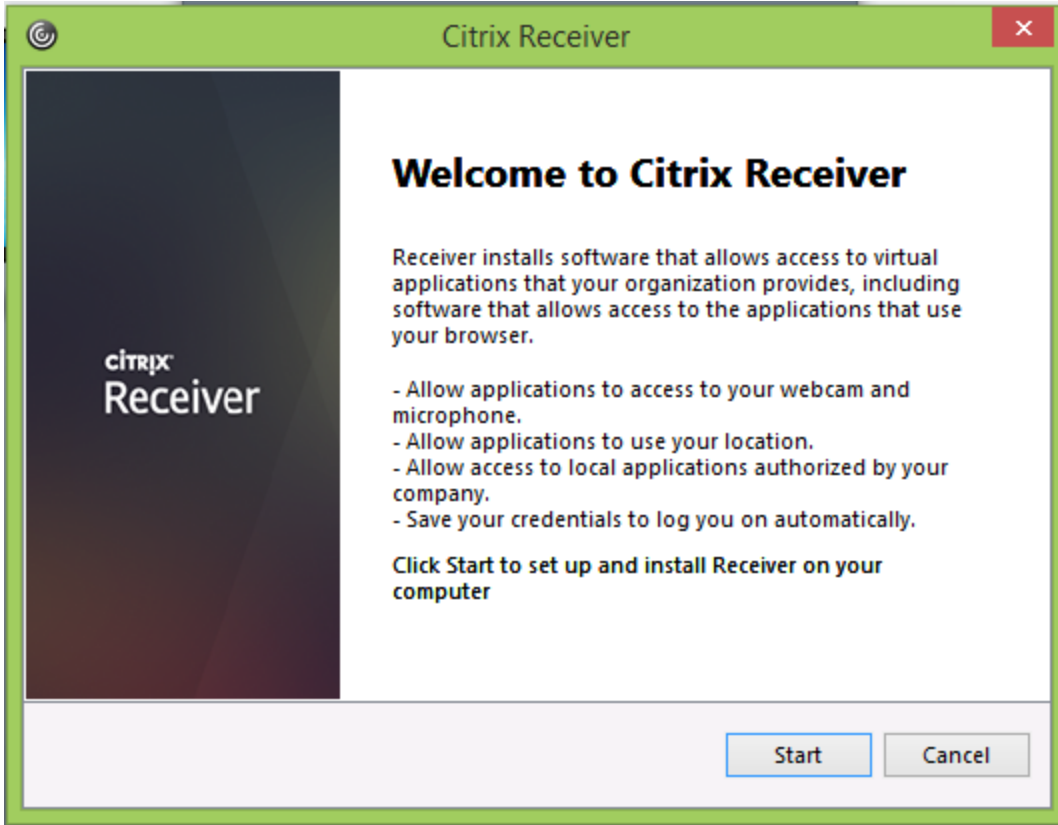 Citrix Receiver
Welcome to Citrix Receiver
Receiver installs software that allows access to virtual
applications that your organization provides, including
software that allows access to the applications that use
your browser.
- Allow applications to access to your webcam and
microphone.
- Allow applications to use your location.
- Allow access to local applications authorized by your
company.
- Save your credentials to log you on automatically.
Click Start to set up and install Receiver on your
computer
CITRIX
Receiver
Start
Cancel